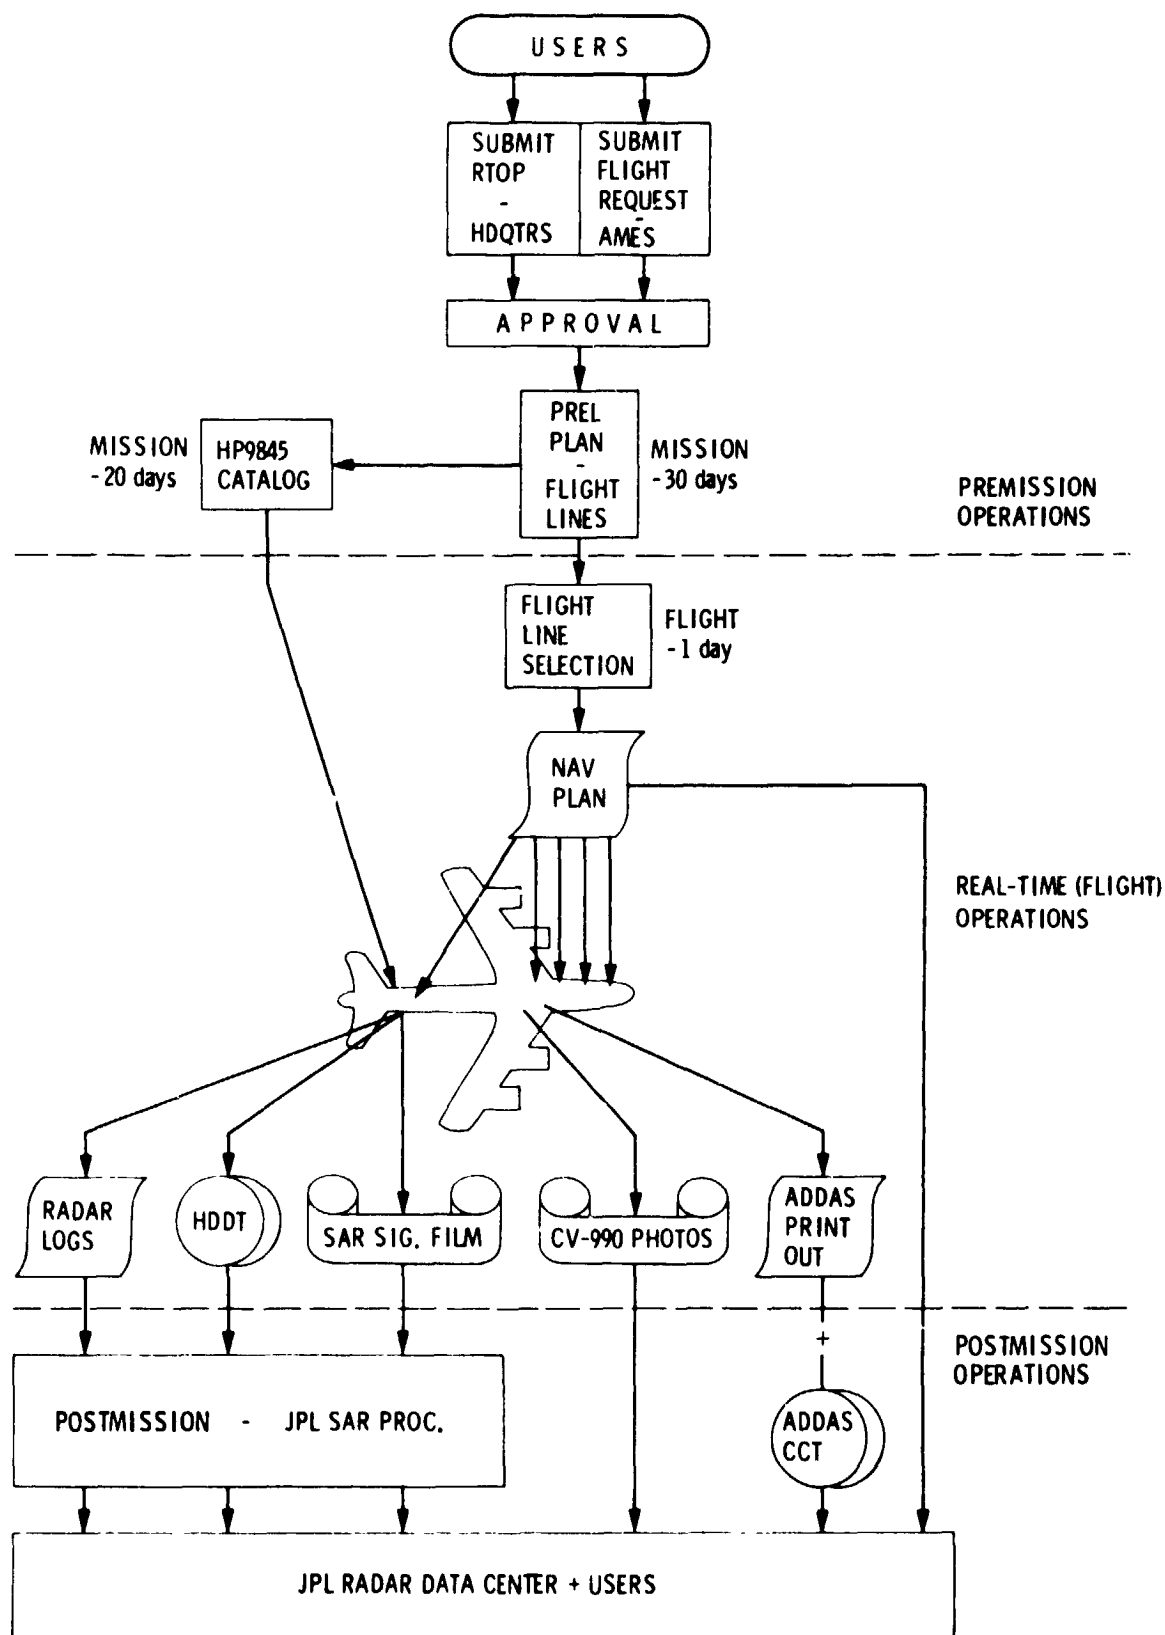 USERS
SUBMIT
RTOP
-
HDQTRS
SUBMIT
FLIGHT
REQUEST
-
AMES
APPROVAL
MISSION
-20 days
HP9845
CATALOG
PREL
PLAN
-
FLIGHT
LINES
MISSION
-30 days
PREMISSION
OPERATIONS
FLIGHT
LINE
SELECTION
FLIGHT
-1 day
NAV
PLAN
REAL-TIME (FLIGHT)
OPERATIONS
RADAR
LOGS
HDDT
SAR SIG. FILM
CV-990 PHOTOS
ADDAS
PRINT
OUT
+
POSTMISSION
OPERATIONS
POSTMISSION - JPL SAR PROC.
ADDAS
CCT
JPL RADAR DATA CENTER + USERS